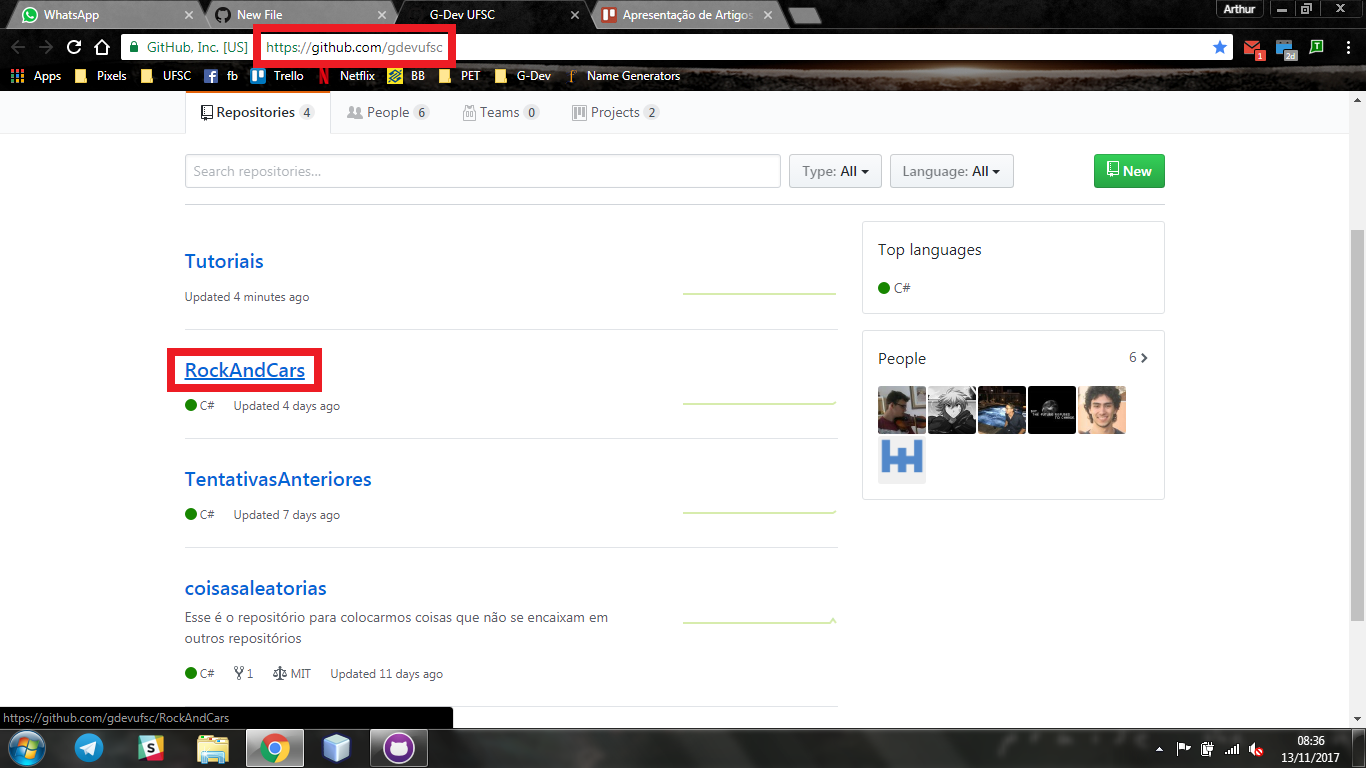 WhatsApp
New File
G-Dev UFSC
Apresentação de Artigos
Arthur
GitHub, Inc. [US]
https://github.com/gdevufsc
1
2d
Apps
Pixels
UFSC
fb
Trello
Netflix
BB
PET
G-Dev
Name Generators
Repositories 4
People 6
Teams 0
Projects 2
Search repositories...
Type: All
Language: All
New
Tutoriais
Updated 4 minutes ago
RockAndCars
C# Updated 4 days ago
TentativasAnteriores
C# Updated 7 days ago
coisasaleatorias
Esse é o repositório para colocarmos coisas que não se encaixam em
outros repositórios
C# 1 MIT Updated 11 days ago
Top languages
C#
People 6
https://github.com/gdevufsc/RockAndCars
08:36
13/11/2017